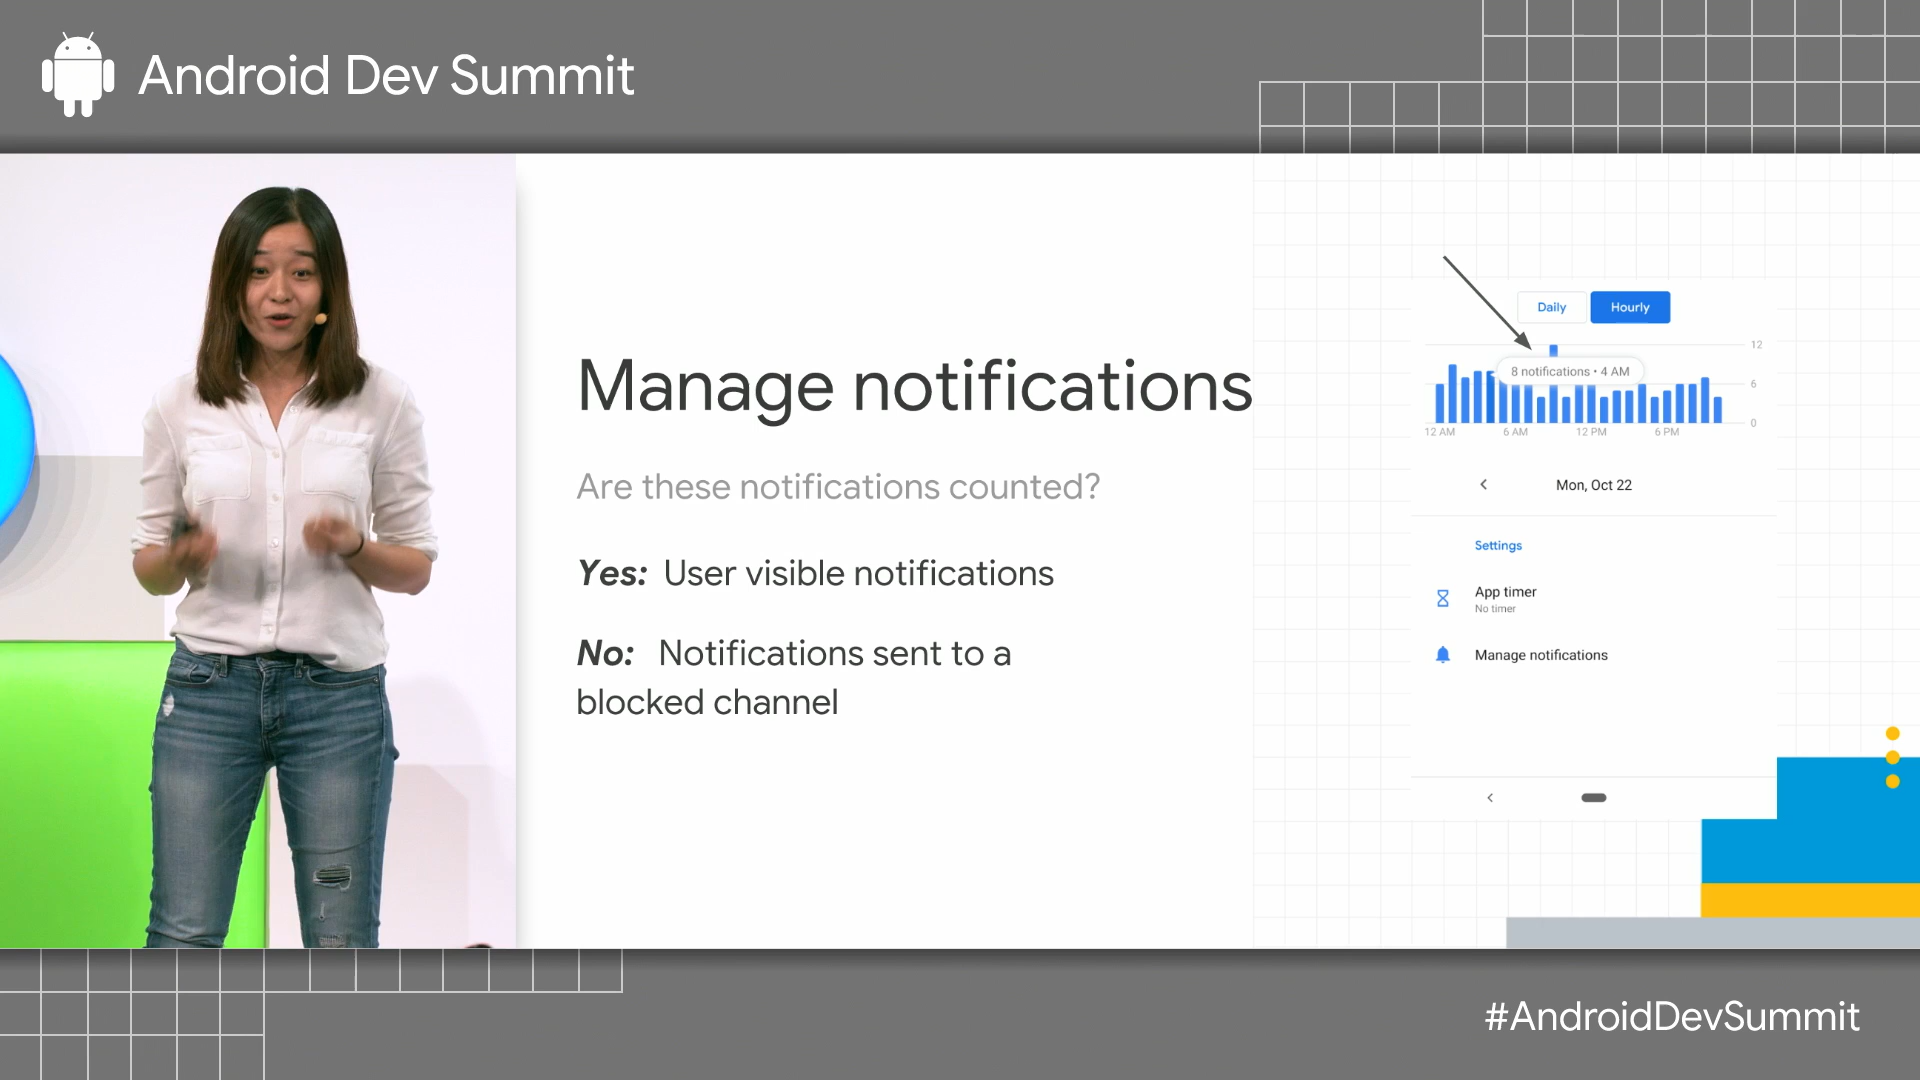 Android Dev Summit
Manage notifications
Are these notifications counted?
Yes: User visible notifications
No: Notifications sent to a
blocked channel
Daily
Hourly
12
8 notifications • 4 AM
6
0
12 AM
6 AM
12 PM
6 PM
Mon, Oct 22
Settings
App timer
No timer
Manage notifications
#AndroidDevSummit